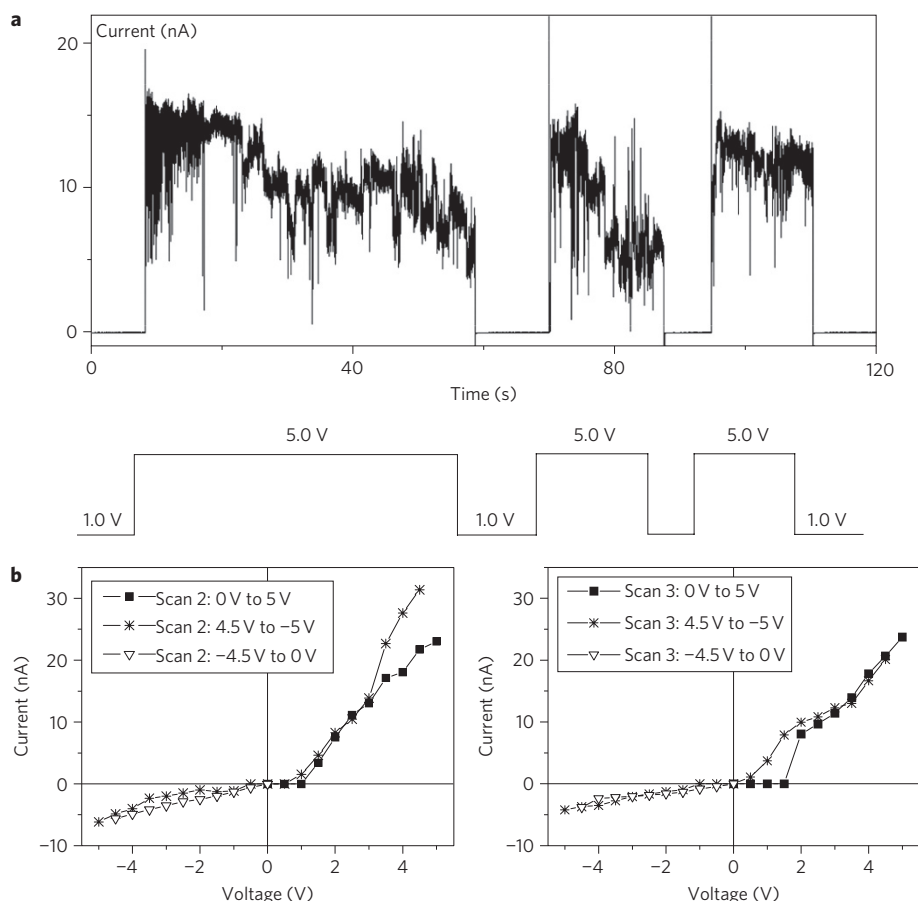 a
Current (nA)
20
10
0
0 40 80 120
Time (s)
5.0 V 5.0 V 5.0 V
1.0 V 1.0 V 1.0 V
b
Scan 2: 0 V to 5 V
Scan 2: 4.5 V to −5 V
Scan 2: −4.5 V to 0 V
30
20
10
0
−10
Current (nA)
−4 −2 0 2 4
Voltage (V)
Scan 3: 0 V to 5 V
Scan 3: 4.5 V to −5 V
Scan 3: −4.5 V to 0 V
30
20
10
0
−10
Current (nA)
−4 −2 0 2 4
Voltage (V)